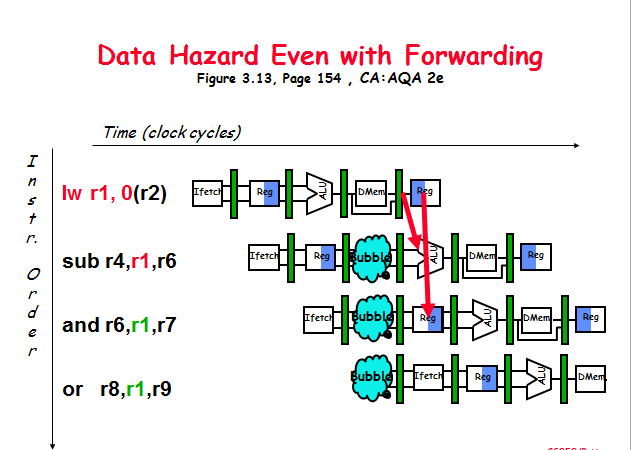 Data Hazard Even with Forwarding
Figure 3.13, Page 154 , CA:AQA 2e
Time (clock cycles)
Instr. Order
lw r1, 0(r2)
Ifetch Reg ALU DMem Reg
sub r4,r1,r6
Ifetch Reg Bubble ALU DMem Reg
and r6,r1,r7
Ifetch Bubble Reg ALU DMem Reg
or r8,r1,r9
Bubble Ifetch Reg ALU DMem